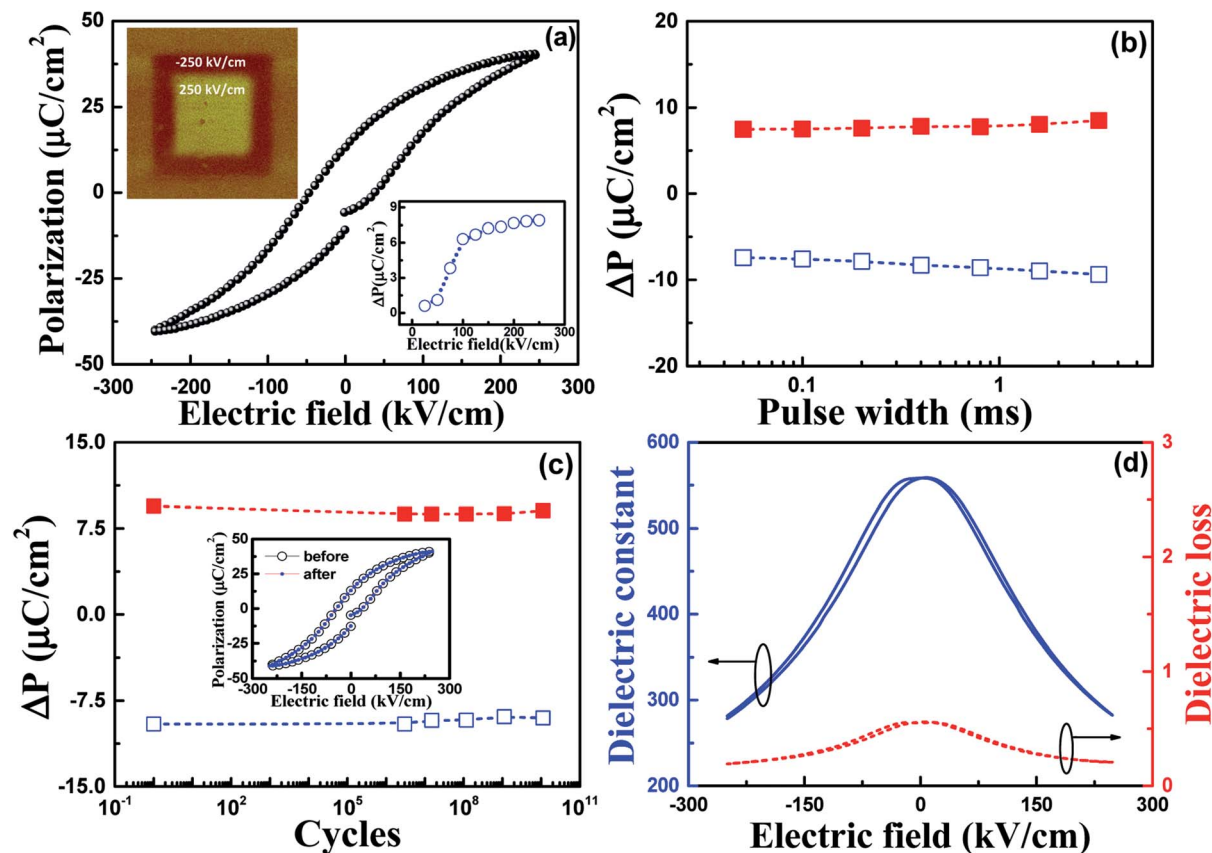 (a)
-250 kV/cm
250 kV/cm
Polarization (μC/cm²)
50
25
0
-25
-50
-300 -200 -100 0 100 200 300
Electric field (kV/cm)
ΔP(μC/cm²)
9
6
3
0
-100 100 300
Electric field(kV/cm)
(b)
ΔP (μC/cm²)
20
10
0
-10
-20
0.1 1
Pulse width (ms)
(c)
ΔP (μC/cm²)
15.0
7.5
0.0
-7.5
-15.0
10⁻¹ 10² 10⁵ 10⁸ 10¹¹
Cycles
before
after
Polarization (μC/cm²)
50
25
0
-25
-50
-300 -150 0 150 300
Electric field (kV/cm)
(d)
Dielectric constant
600
550
500
400
300
250
200
Dielectric loss
3
2
1
0
-300 -150 0 150 300
Electric field (kV/cm)